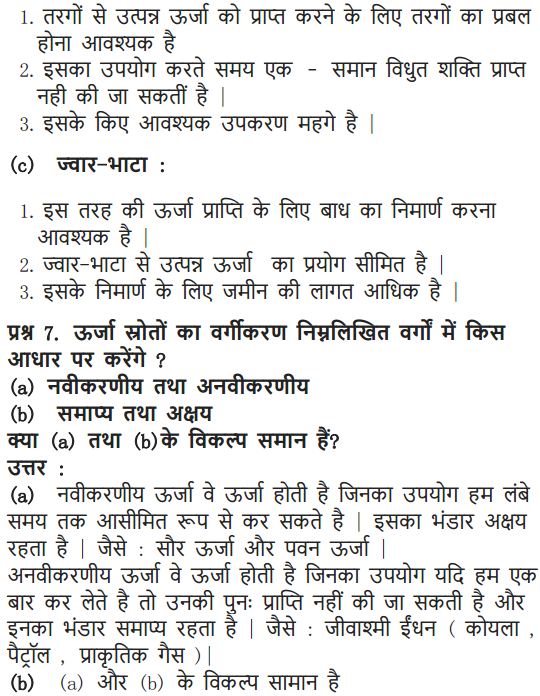 1. तरगों से उत्पन्न ऊर्जा को प्राप्त करने के लिए तरगों का प्रबल
होना आवश्यक है
2. इसका उपयोग करते समय एक - समान विधुत शक्ति प्राप्त
नही की जा सकतीं है |
3. इसके किए आवश्यक उपकरण महगे है |
(c) ज्वार-भाटा :
1. इस तरह की ऊर्जा प्राप्ति के लिए बाध का निमार्ण करना
आवश्यक है |
2. ज्वार-भाटा से उत्पन्न ऊर्जा का प्रयोग सीमित है |
3. इसके निमार्ण के लिए जमीन की लागत आधिक है |
प्रश्न 7. ऊर्जा स्रोतों का वर्गीकरण निम्नलिखित वर्गों में किस
आधार पर करेंगे ?
(a) नवीकरणीय तथा अनवीकरणीय
(b) समाप्य तथा अक्षय
क्या (a) तथा (b)के विकल्प समान हैं?
उत्तर :
(a) नवीकरणीय ऊर्जा वे ऊर्जा होती है जिनका उपयोग हम लंबे
समय तक आसीमित रूप से कर सकते है | इसका भंडार अक्षय
रहता है | जैसे : सौर ऊर्जा और पवन ऊर्जा |
अनवीकरणीय ऊर्जा वे ऊर्जा होती है जिनका उपयोग यदि हम एक
बार कर लेते है तो उनकी पुनः प्राप्ति नहीं की जा सकती है और
इनका भंडार समाप्य रहता है | जैसे : जीवाश्मी ईंधन ( कोयला ,
पैट्रॉल , प्राकृतिक गैस )|
(b) (a) और (b) के विकल्प सामान है